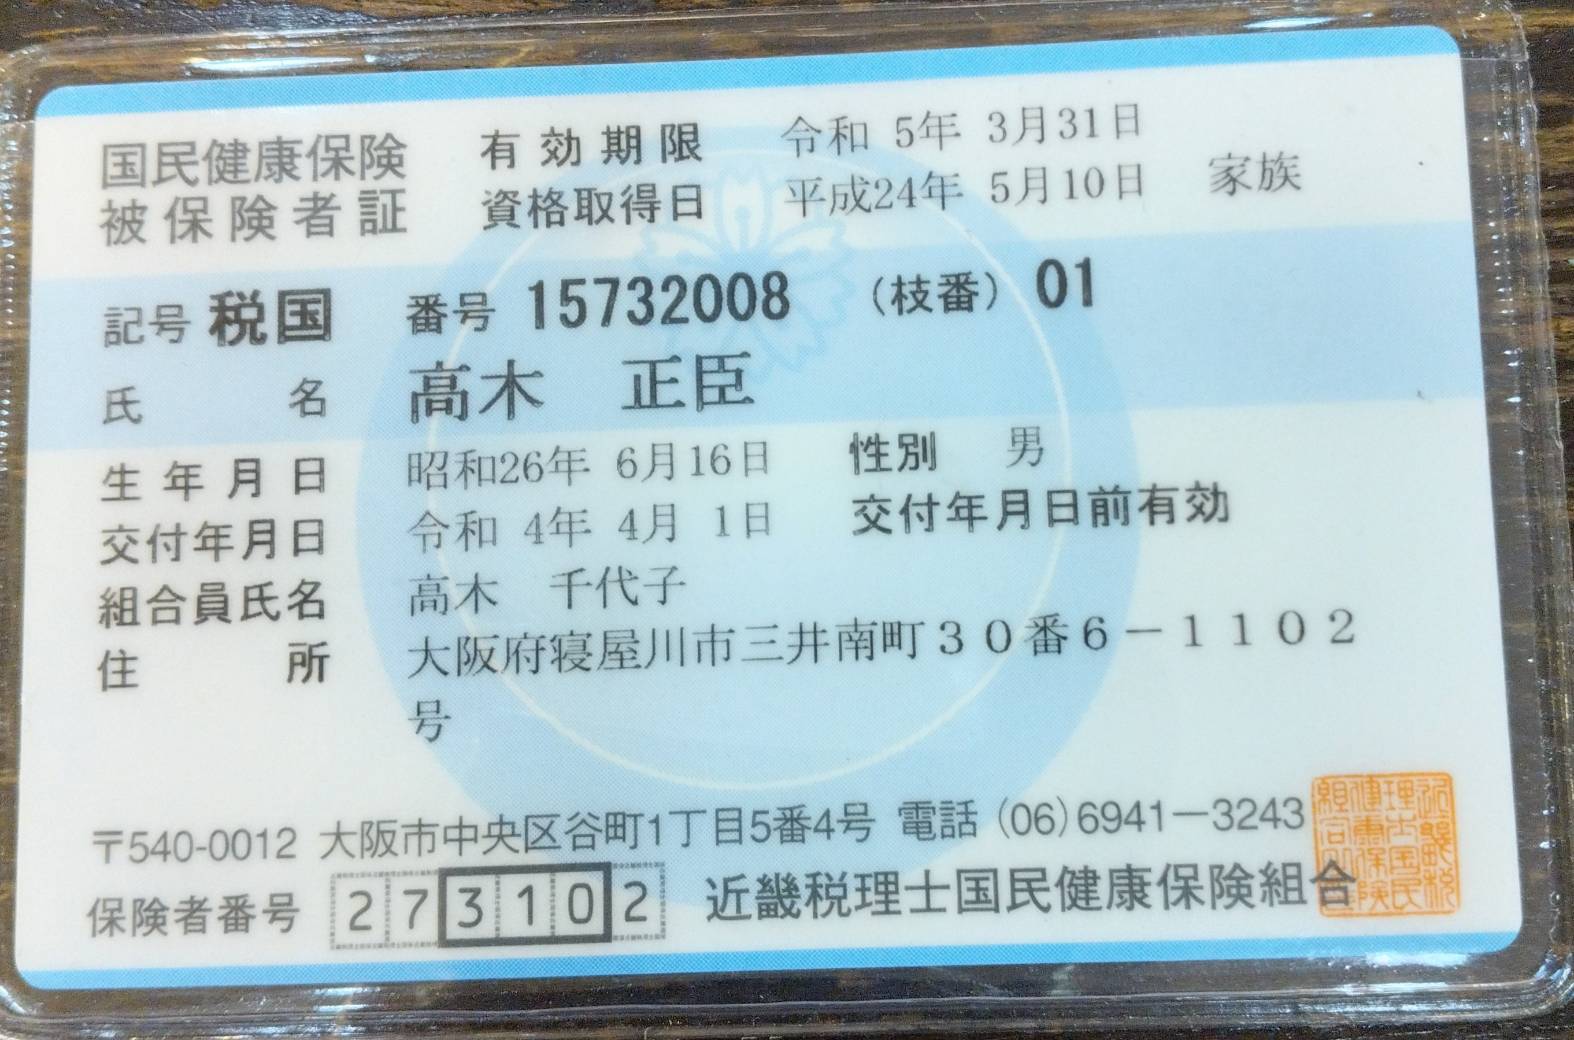 国民健康保険 有効期限 令和 5年 3月31日
被保険者証 資格取得日 平成24年 5月10日 家族
記号 税国 番号 15732008 (枝番) 01
氏名 高木 正臣
生年月日 昭和26年 6月16日 性別 男
交付年月日 令和 4年 4月 1日 交付年月日前有効
組合員氏名 高木 千代子
住所 大阪府寝屋川市三井南町30番6-1102
号
〒540-0012 大阪市中央区谷町1丁目5番4号 電話 (06)6941-3243
保険者番号 273102 近畿税理士国民健康保険組合